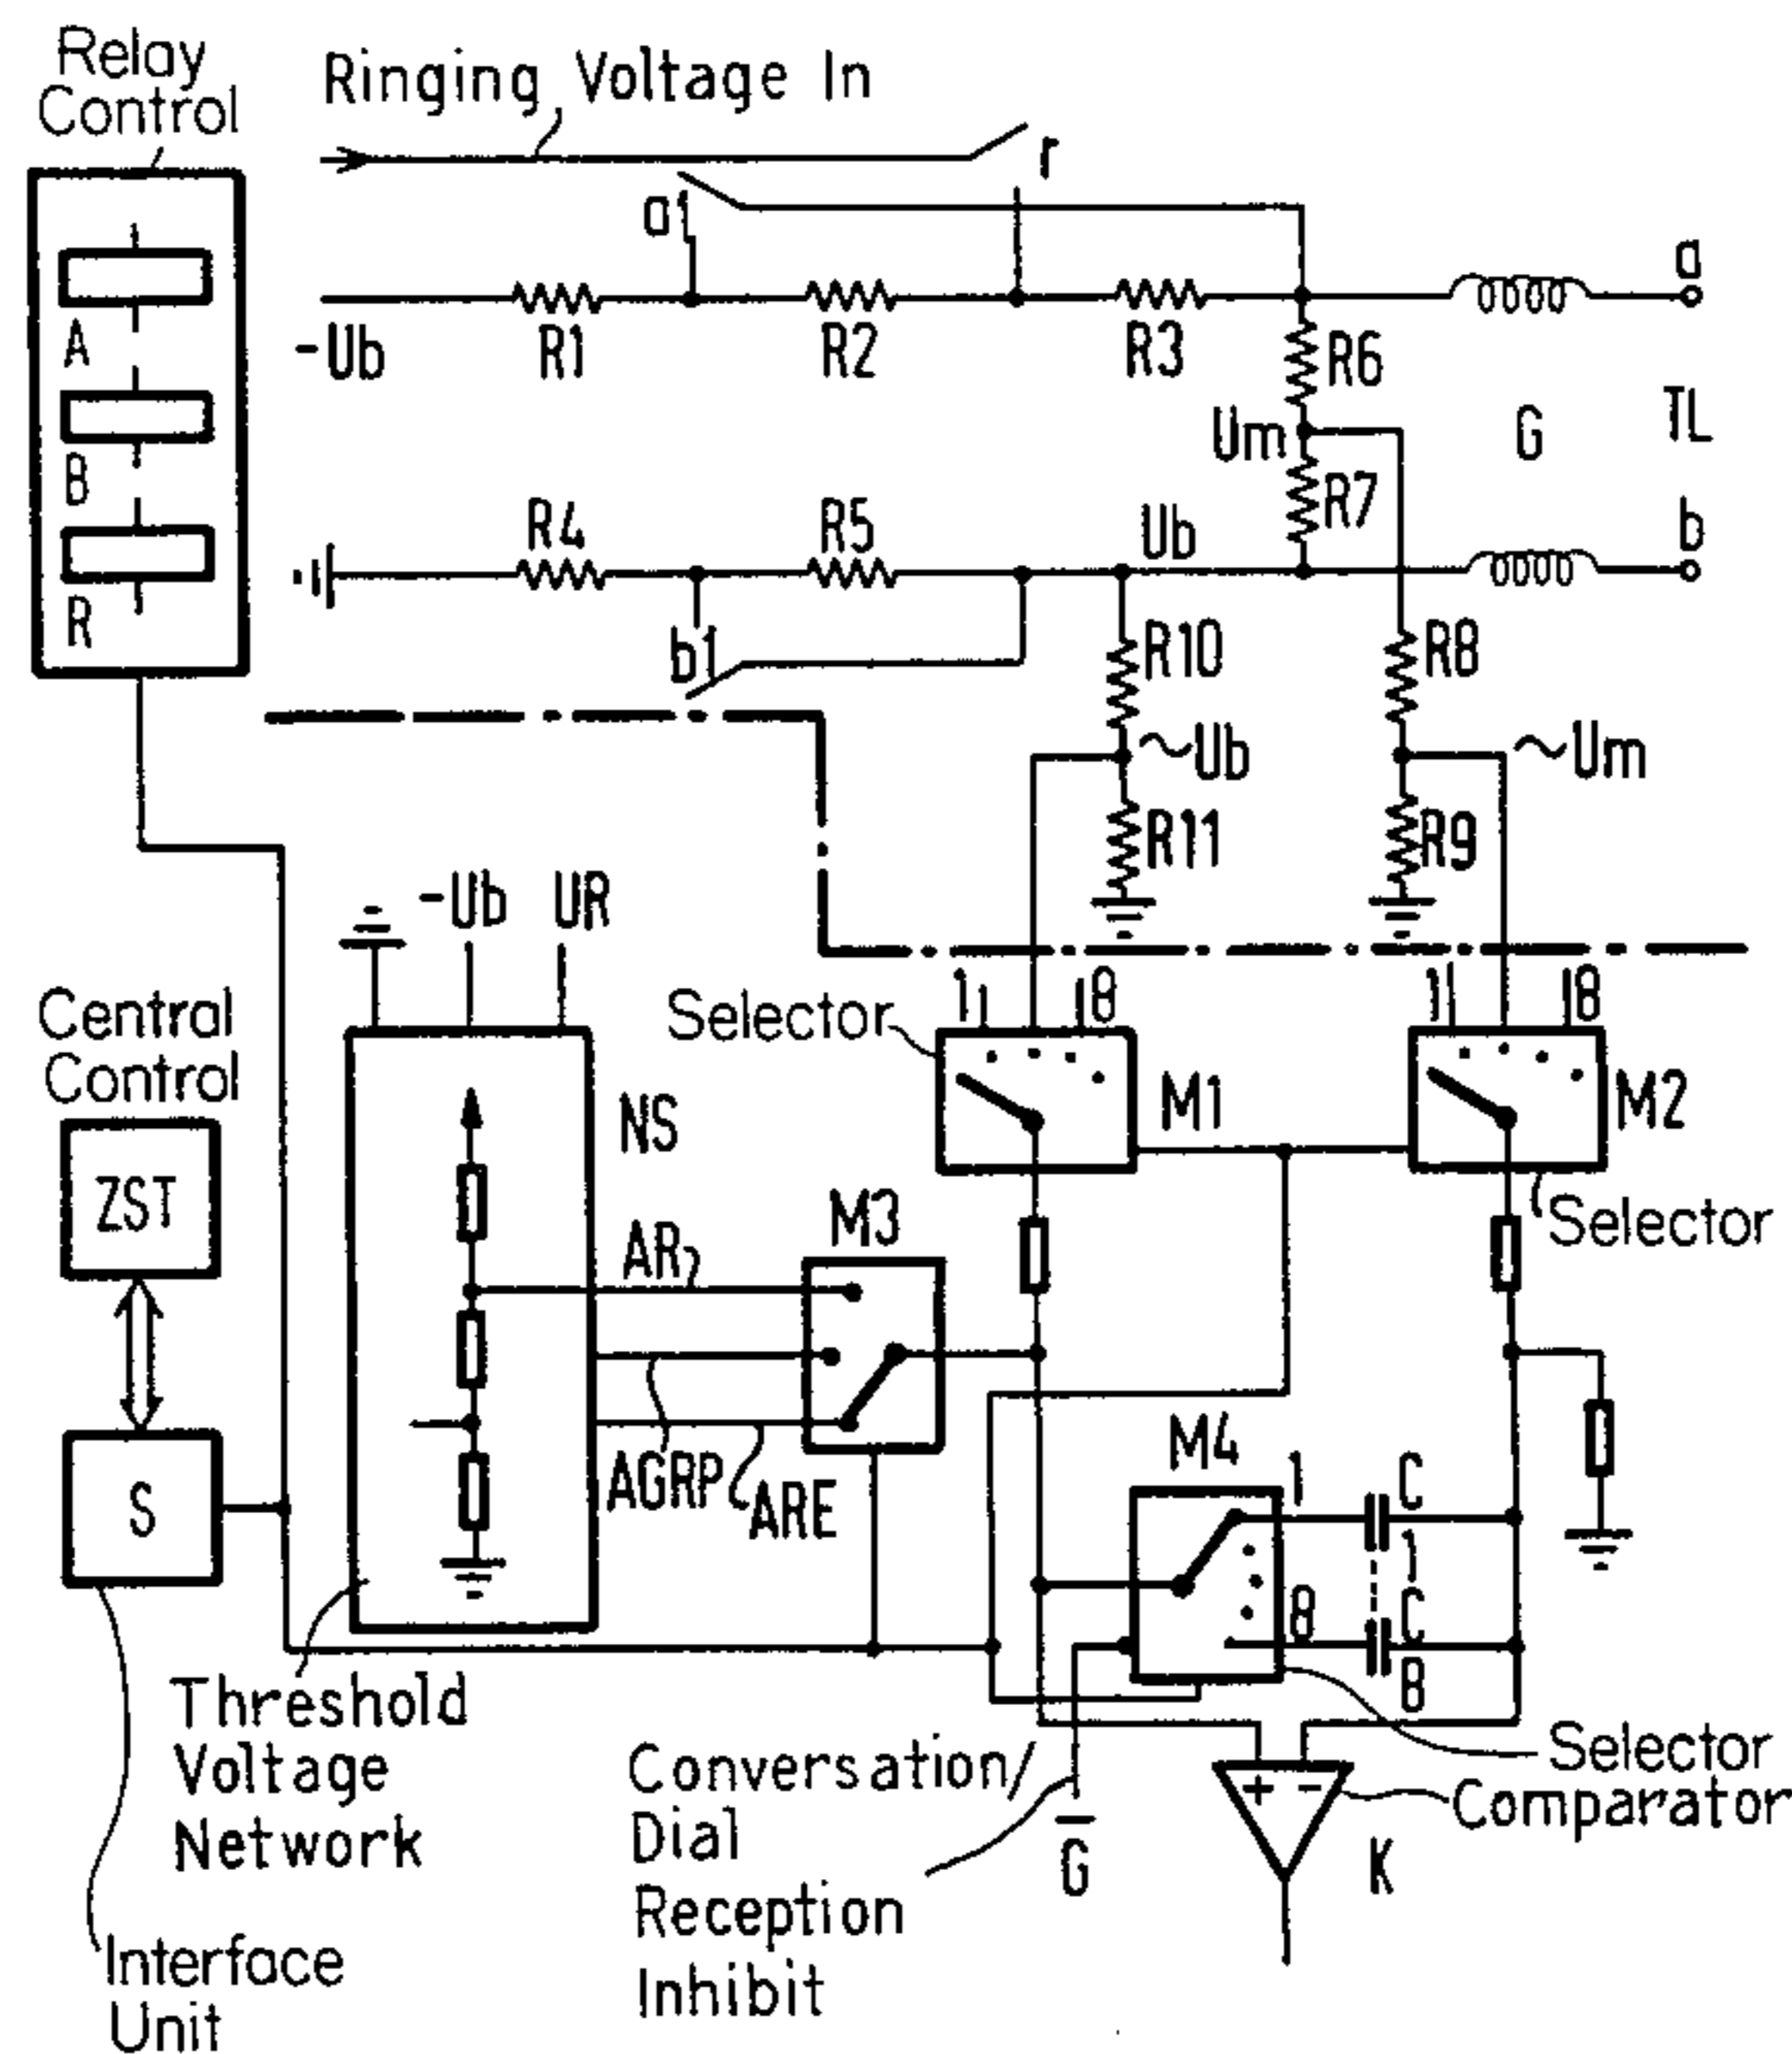 Relay
Control
Ringing Voltage In
r
a1
a
A
-Ub
R1
R2
R3
R6
G
TL
Um
B
R7
R4
R5
Ub
b
R
b1
R10
R8
~Ub
~Um
R11
R9
-Ub
UR
1
8
1
8
Selector
Central
Control
NS
M1
M2
ZST
M3
Selector
AR
M4
1
C
1
S
AGRP
ARE
8
C
8
Threshold
Voltage
Network
Conversation/
Dial
Reception
Inhibit
G
Selector
Comparator
+
-
K
Interface
Unit